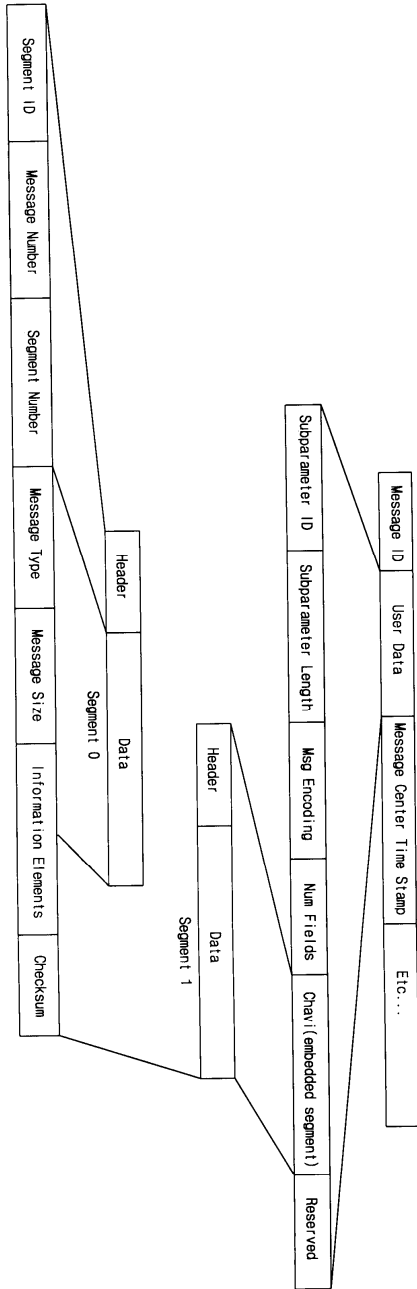 Message ID User Data Message Center Time Stamp Etc...
Subparameter ID Subparameter Length Msg Encoding Num Fields Chavi(embedded segment) Reserved
Header Data
Segment 1
Header Data
Segment 0
Segment ID Message Number Segment Number Message Type Message Size Information Elements Checksum